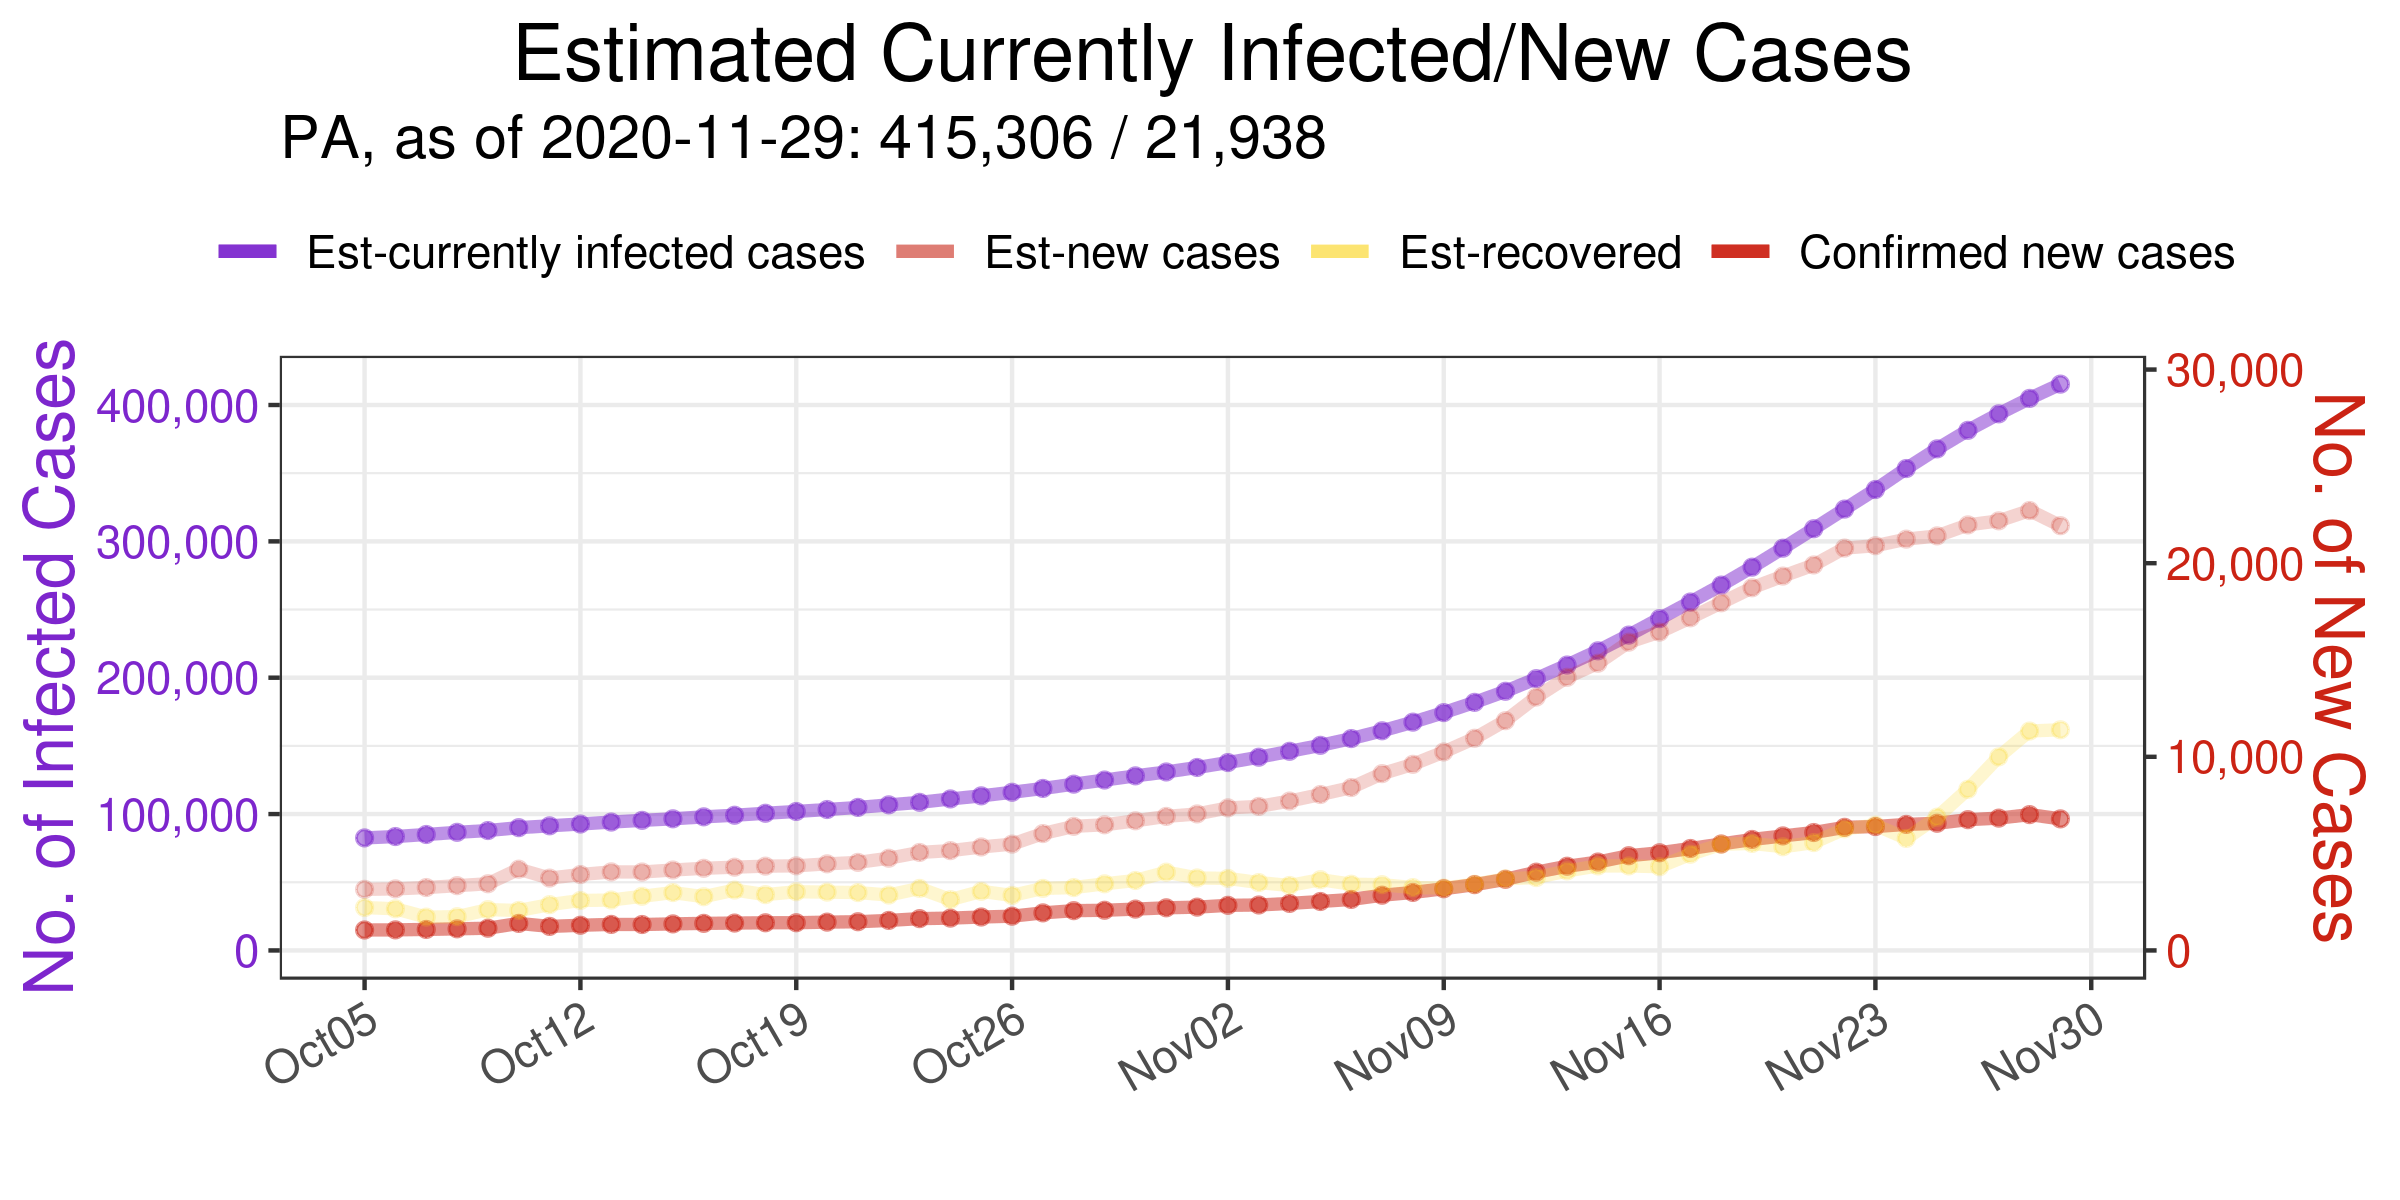 Estimated Currently Infected/New Cases
PA, as of 2020-11-29: 415,306 / 21,938
Est-currently infected cases Est-new cases Est-recovered Confirmed new cases
No. of Infected Cases
400,000
300,000
200,000
100,000
0
30,000
20,000
10,000
0
No. of New Cases
Oct05 Oct12 Oct19 Oct26 Nov02 Nov09 Nov16 Nov23 Nov30